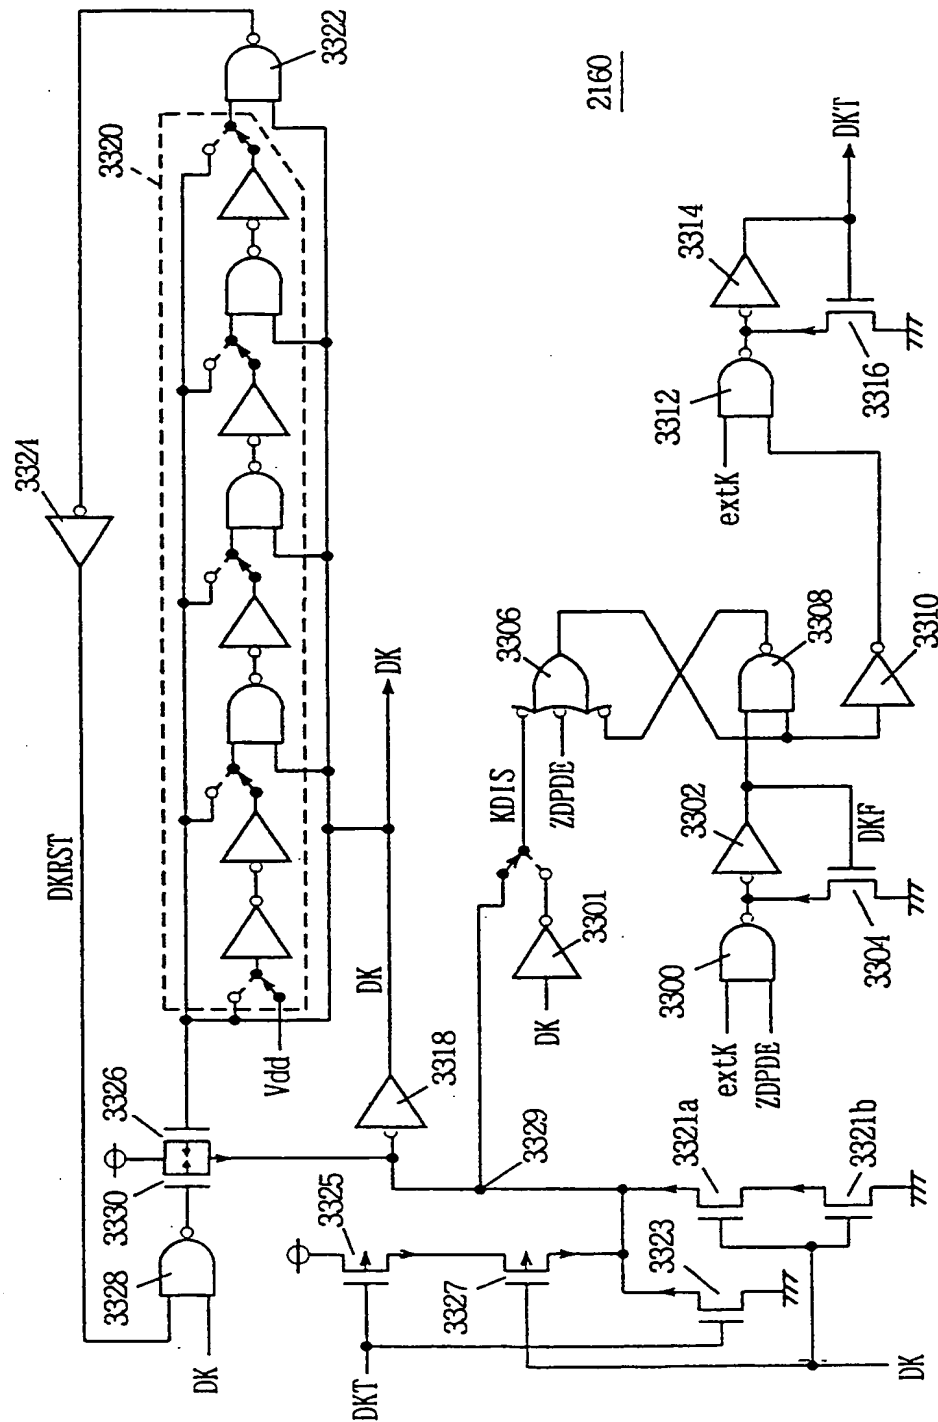 3322
3320
3324
DKRST
2160
DKT
3314
3312
3316
extK
DK
3306
3308
3310
KDIS
ZDPDE
3302
DKF
3301
DK
3304
3300
extK
ZDPDE
DK
3318
Vdd
3326
3330
3328
DK
3329
3325
3321a
3321b
3323
3327
DKT
DK